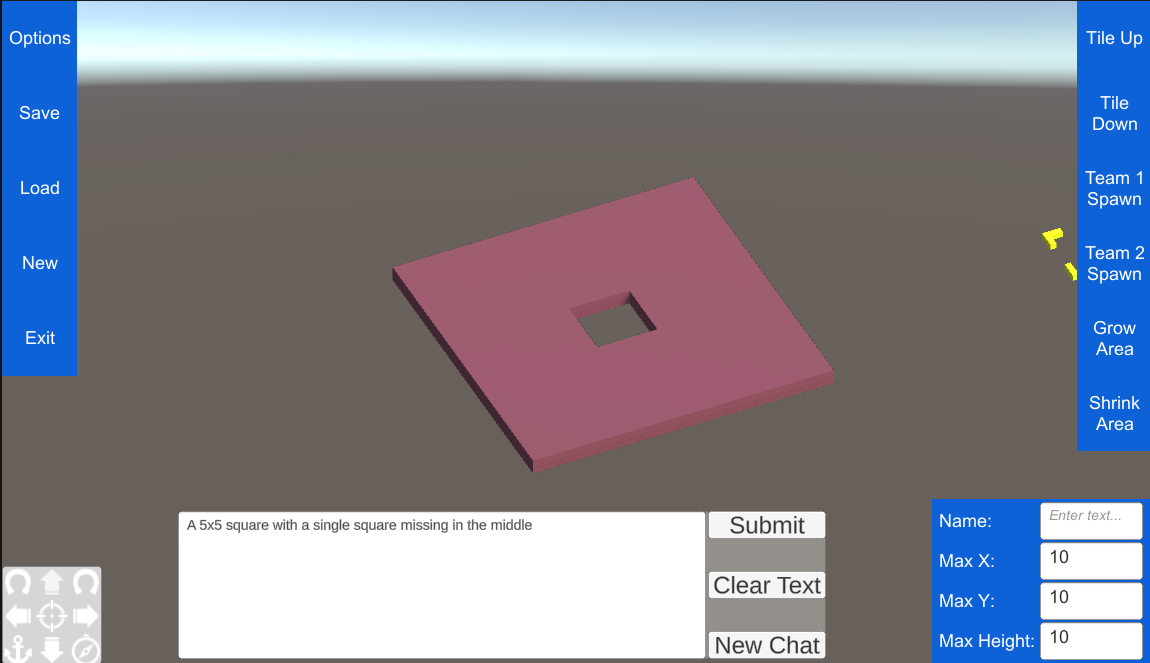 Options
Save
Load
New
Exit
Tile Up
Tile
Down
Team 1
Spawn
Team 2
Spawn
Grow
Area
Shrink
Area
A 5x5 square with a single square missing in the middle
Submit
Clear Text
New Chat
Name:
Enter text...
Max X:
10
Max Y:
10
Max Height:
10